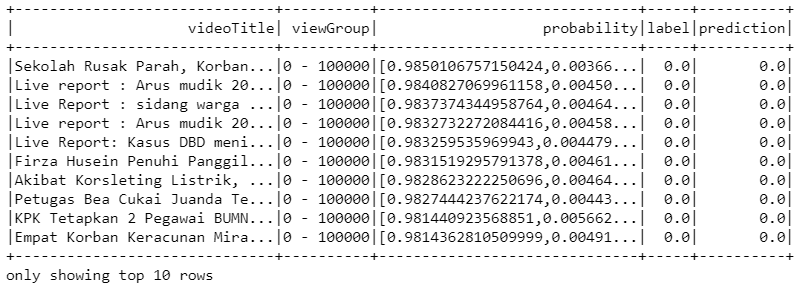 +--------------------+----------+--------------------+-----+----------+
|          videoTitle| viewGroup|         probability|label|prediction|
+--------------------+----------+--------------------+-----+----------+
|Sekolah Rusak Parah, Korban...|0 - 100000|[0.9850106757150424,0.00366...|  0.0|       0.0|
|Live report : Arus mudik 20...|0 - 100000|[0.9840827069961158,0.00450...|  0.0|       0.0|
|Live Report : sidang warga ...|0 - 100000|[0.9837374344958764,0.00464...|  0.0|       0.0|
|Live report : Arus mudik 20...|0 - 100000|[0.9832732272084416,0.00458...|  0.0|       0.0|
|Live Report: Kasus DBD meni...|0 - 100000|[0.983259535969943,0.004479...|  0.0|       0.0|
|Firza Husein Penuhi Panggil...|0 - 100000|[0.9831519295791378,0.00461...|  0.0|       0.0|
|Akibat Korsleting Listrik, ...|0 - 100000|[0.9828623222250696,0.00464...|  0.0|       0.0|
|Petugas Bea Cukai Juanda Te...|0 - 100000|[0.9827444237622174,0.00443...|  0.0|       0.0|
|KPK Tetapkan 2 Pegawai BUMN...|0 - 100000|[0.981440923568851,0.005662...|  0.0|       0.0|
|Empat Korban Keracunan Mira...|0 - 100000|[0.9814362810509999,0.00491...|  0.0|       0.0|
+--------------------+----------+--------------------+-----+----------+
only showing top 10 rows